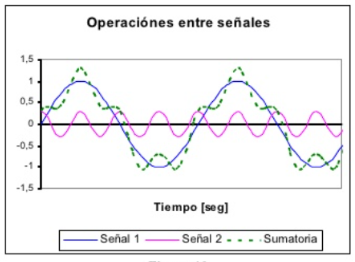 Operaciónes entre señales
1,5
1
0,5
0
-0,5
-1
-1,5
Tiempo [seg]
Señal 1 Señal 2 Sumatoria